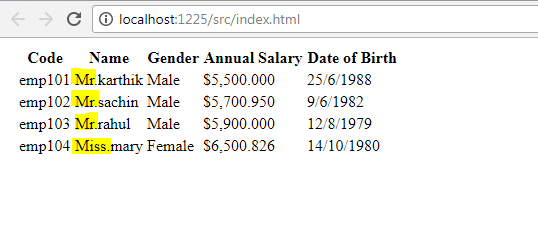 localhost:1225/src/index.html
Code Name Gender Annual Salary Date of Birth
emp101 Mr.karthik Male $5,500.000 25/6/1988
emp102 Mr.sachin Male $5,700.950 9/6/1982
emp103 Mr.rahul Male $5,900.000 12/8/1979
emp104 Miss.mary Female $6,500.826 14/10/1980